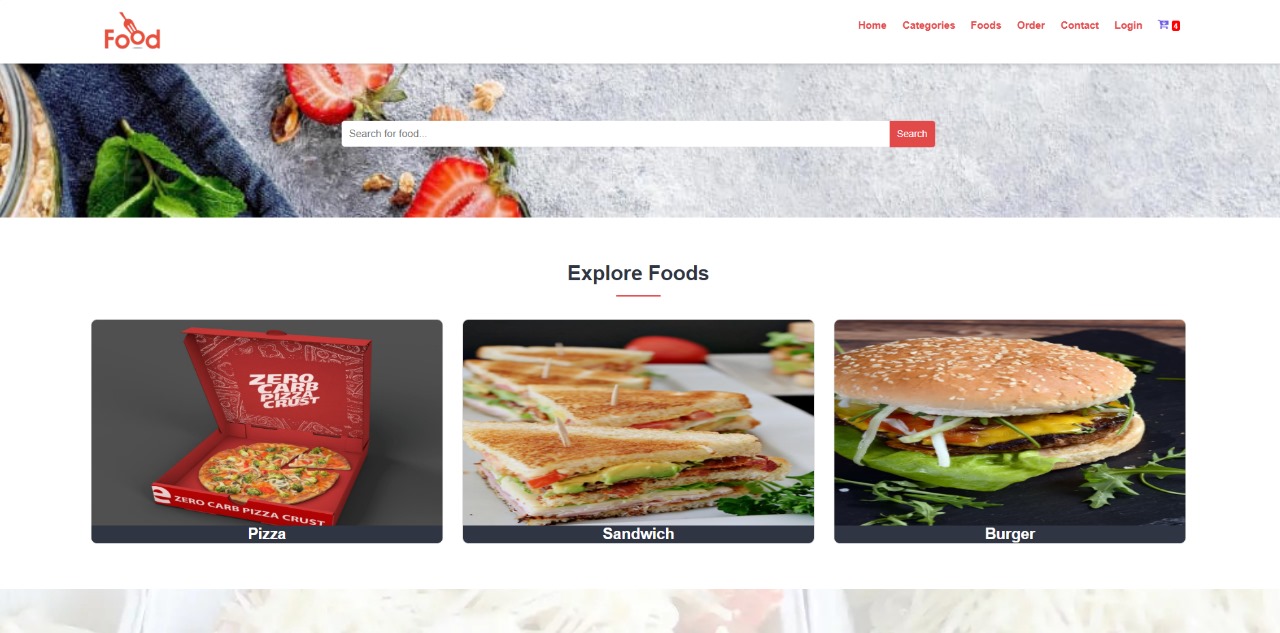 Food
Home
Categories
Foods
Order
Contact
Login
4
Search for food...
Search
Explore Foods
ZERO
CARB
PIZZA
CRUST
ZERO CARB PIZZA CRUST
Pizza
Sandwich
Burger